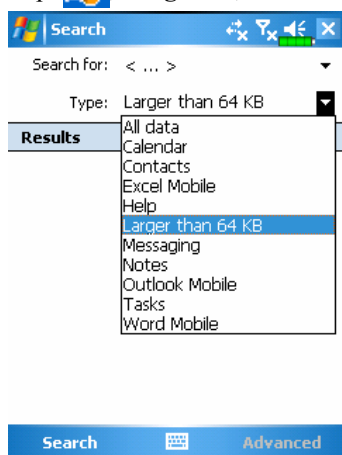 Search
Search for: < ... >
Type: Larger than 64 KB
Results
All data
Calendar
Contacts
Excel Mobile
Help
Larger than 64 KB
Messaging
Notes
Outlook Mobile
Tasks
Word Mobile
Search Advanced